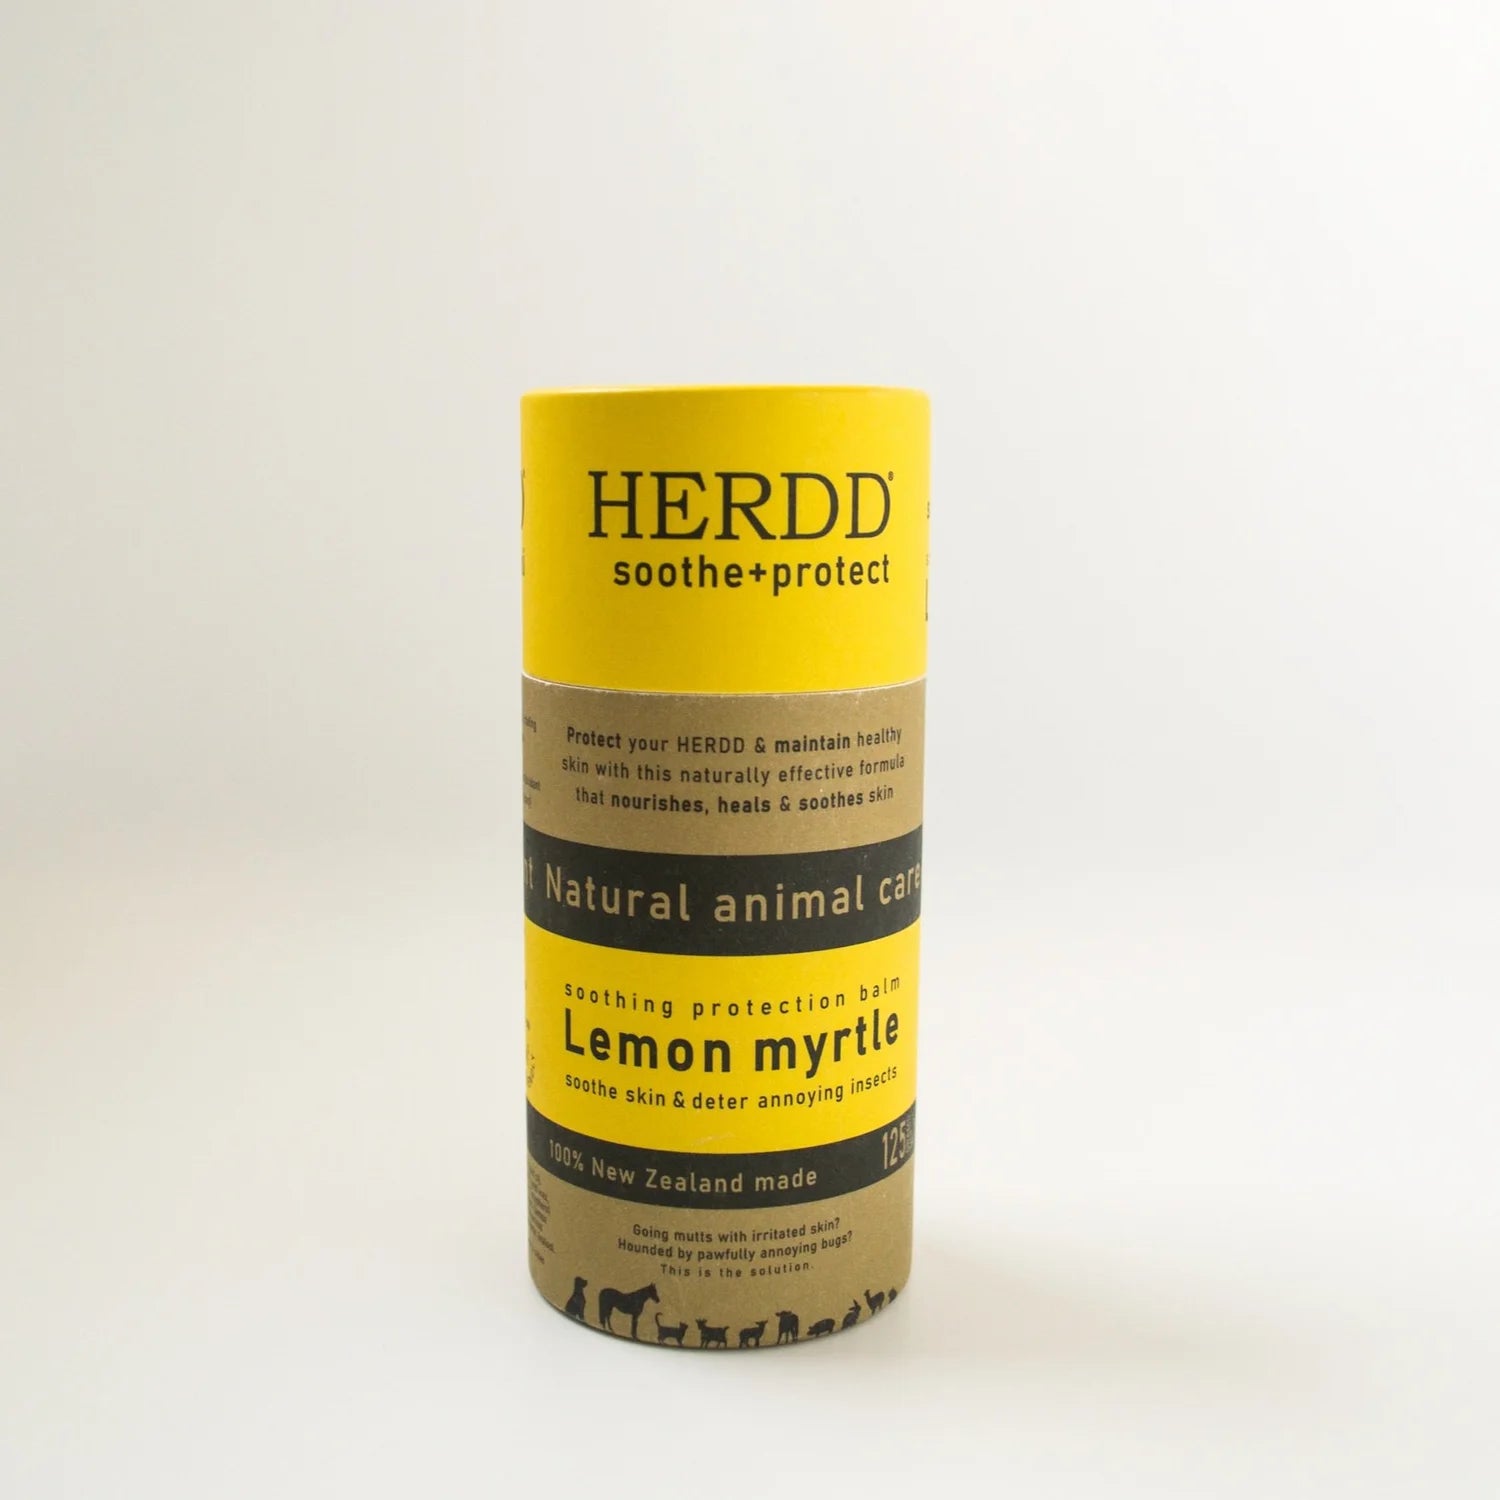 HERDD®
soothe+protect
Protect your HERDD & maintain healthy
skin with this naturally effective formula
that nourishes, heals & soothes skin
Natural animal care
soothing protection balm
Lemon myrtle
soothe skin & deter annoying insects
100% New Zealand made 125
Going mutts with irritated skin?
Hounded by pawfully annoying bugs?
This is the solution.